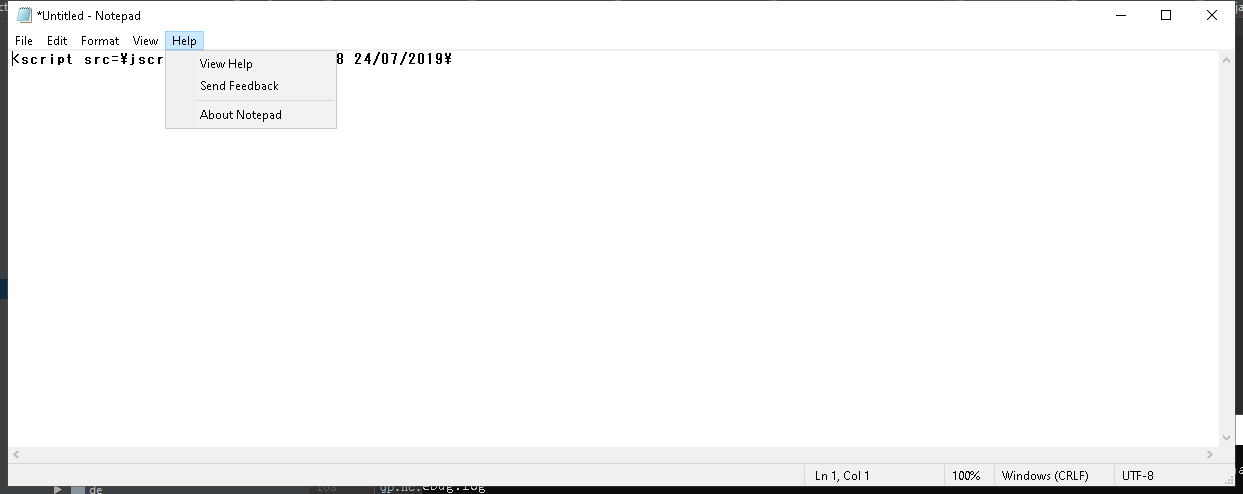 *Untitled - Notepad
File Edit Format View Help
<script src=¥jscr 8 24/07/2019¥
View Help
Send Feedback
About Notepad
Ln 1, Col 1 100% Windows (CRLF) UTF-8
de